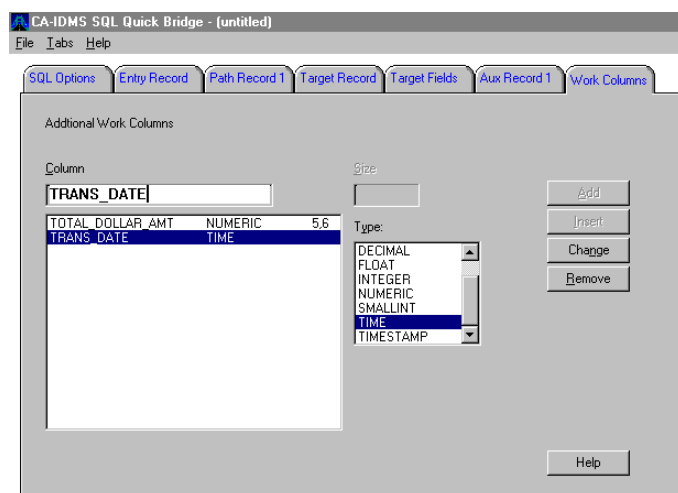 CA-IDMS SQL Quick Bridge - (untitled)
File Tabs Help
SQL Options Entry Record Path Record 1 Target Record Target Fields Aux Record 1 Work Columns
Addtional Work Columns
Column Size
TRANS_DATE Add
TOTAL_DOLLAR_AMT NUMERIC 5,6 Type: Insert
TRANS_DATE TIME
DECIMAL Change
FLOAT
INTEGER Remove
NUMERIC
SMALLINT
TIME
TIMESTAMP
Help